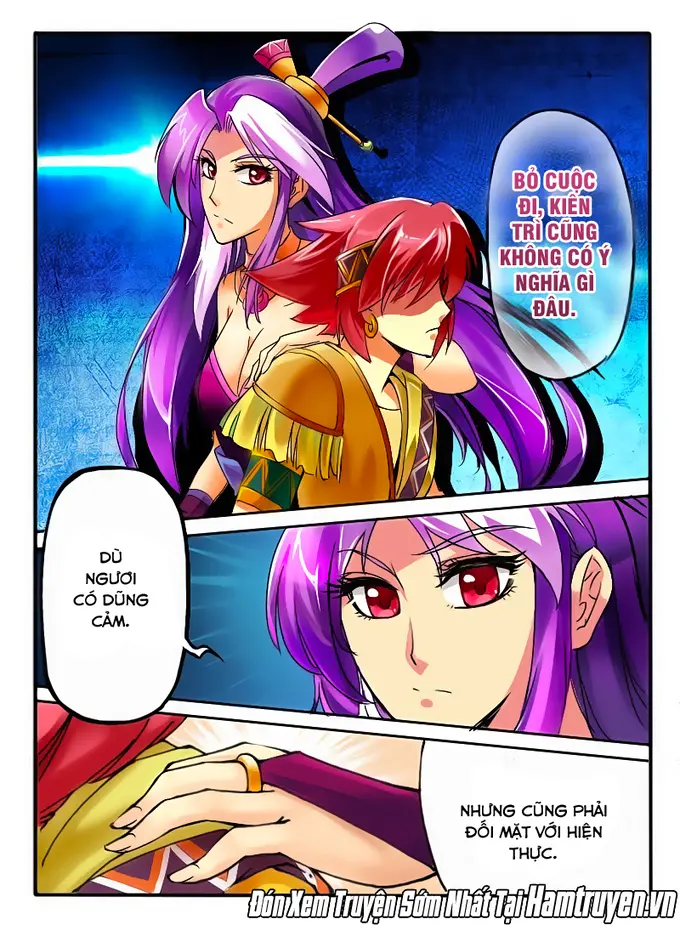 BỎ CUỘC
ĐI, KIÊN
TRÌ CŨNG
KHÔNG CÓ Ý
NGHĨA GÌ
ĐÂU.
DÙ
NGƯƠI
CÓ DŨNG
CẢM.
NHƯNG CŨNG PHẢI
ĐỐI MẶT VỚI HIỆN
THỰC.
Đón Xem Truyện Sớm Nhất Tại Hamtruyen.vn